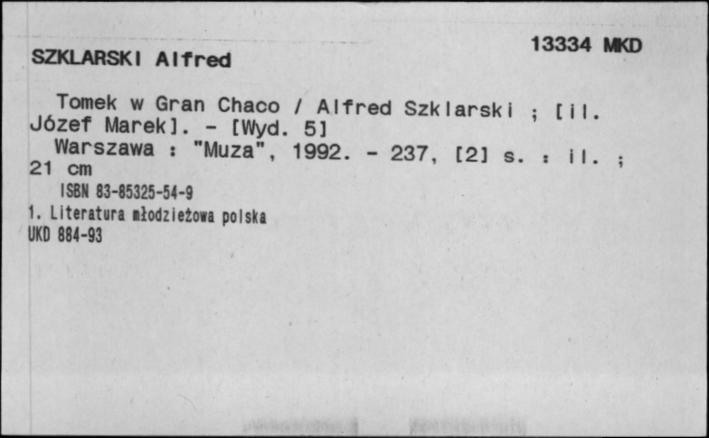 13334 MKD
SZKLARSKI Alfred
Tomek w Gran Chaco / Alfred Szklarski ; [il.
Józef Marek]. - [Wyd. 5]
Warszawa : "Muza", 1992. - 237, [2] s. : il. ;
21 cm
ISBN 83-85325-54-9
1. Literatura młodzieżowa polska
UKD 884-93